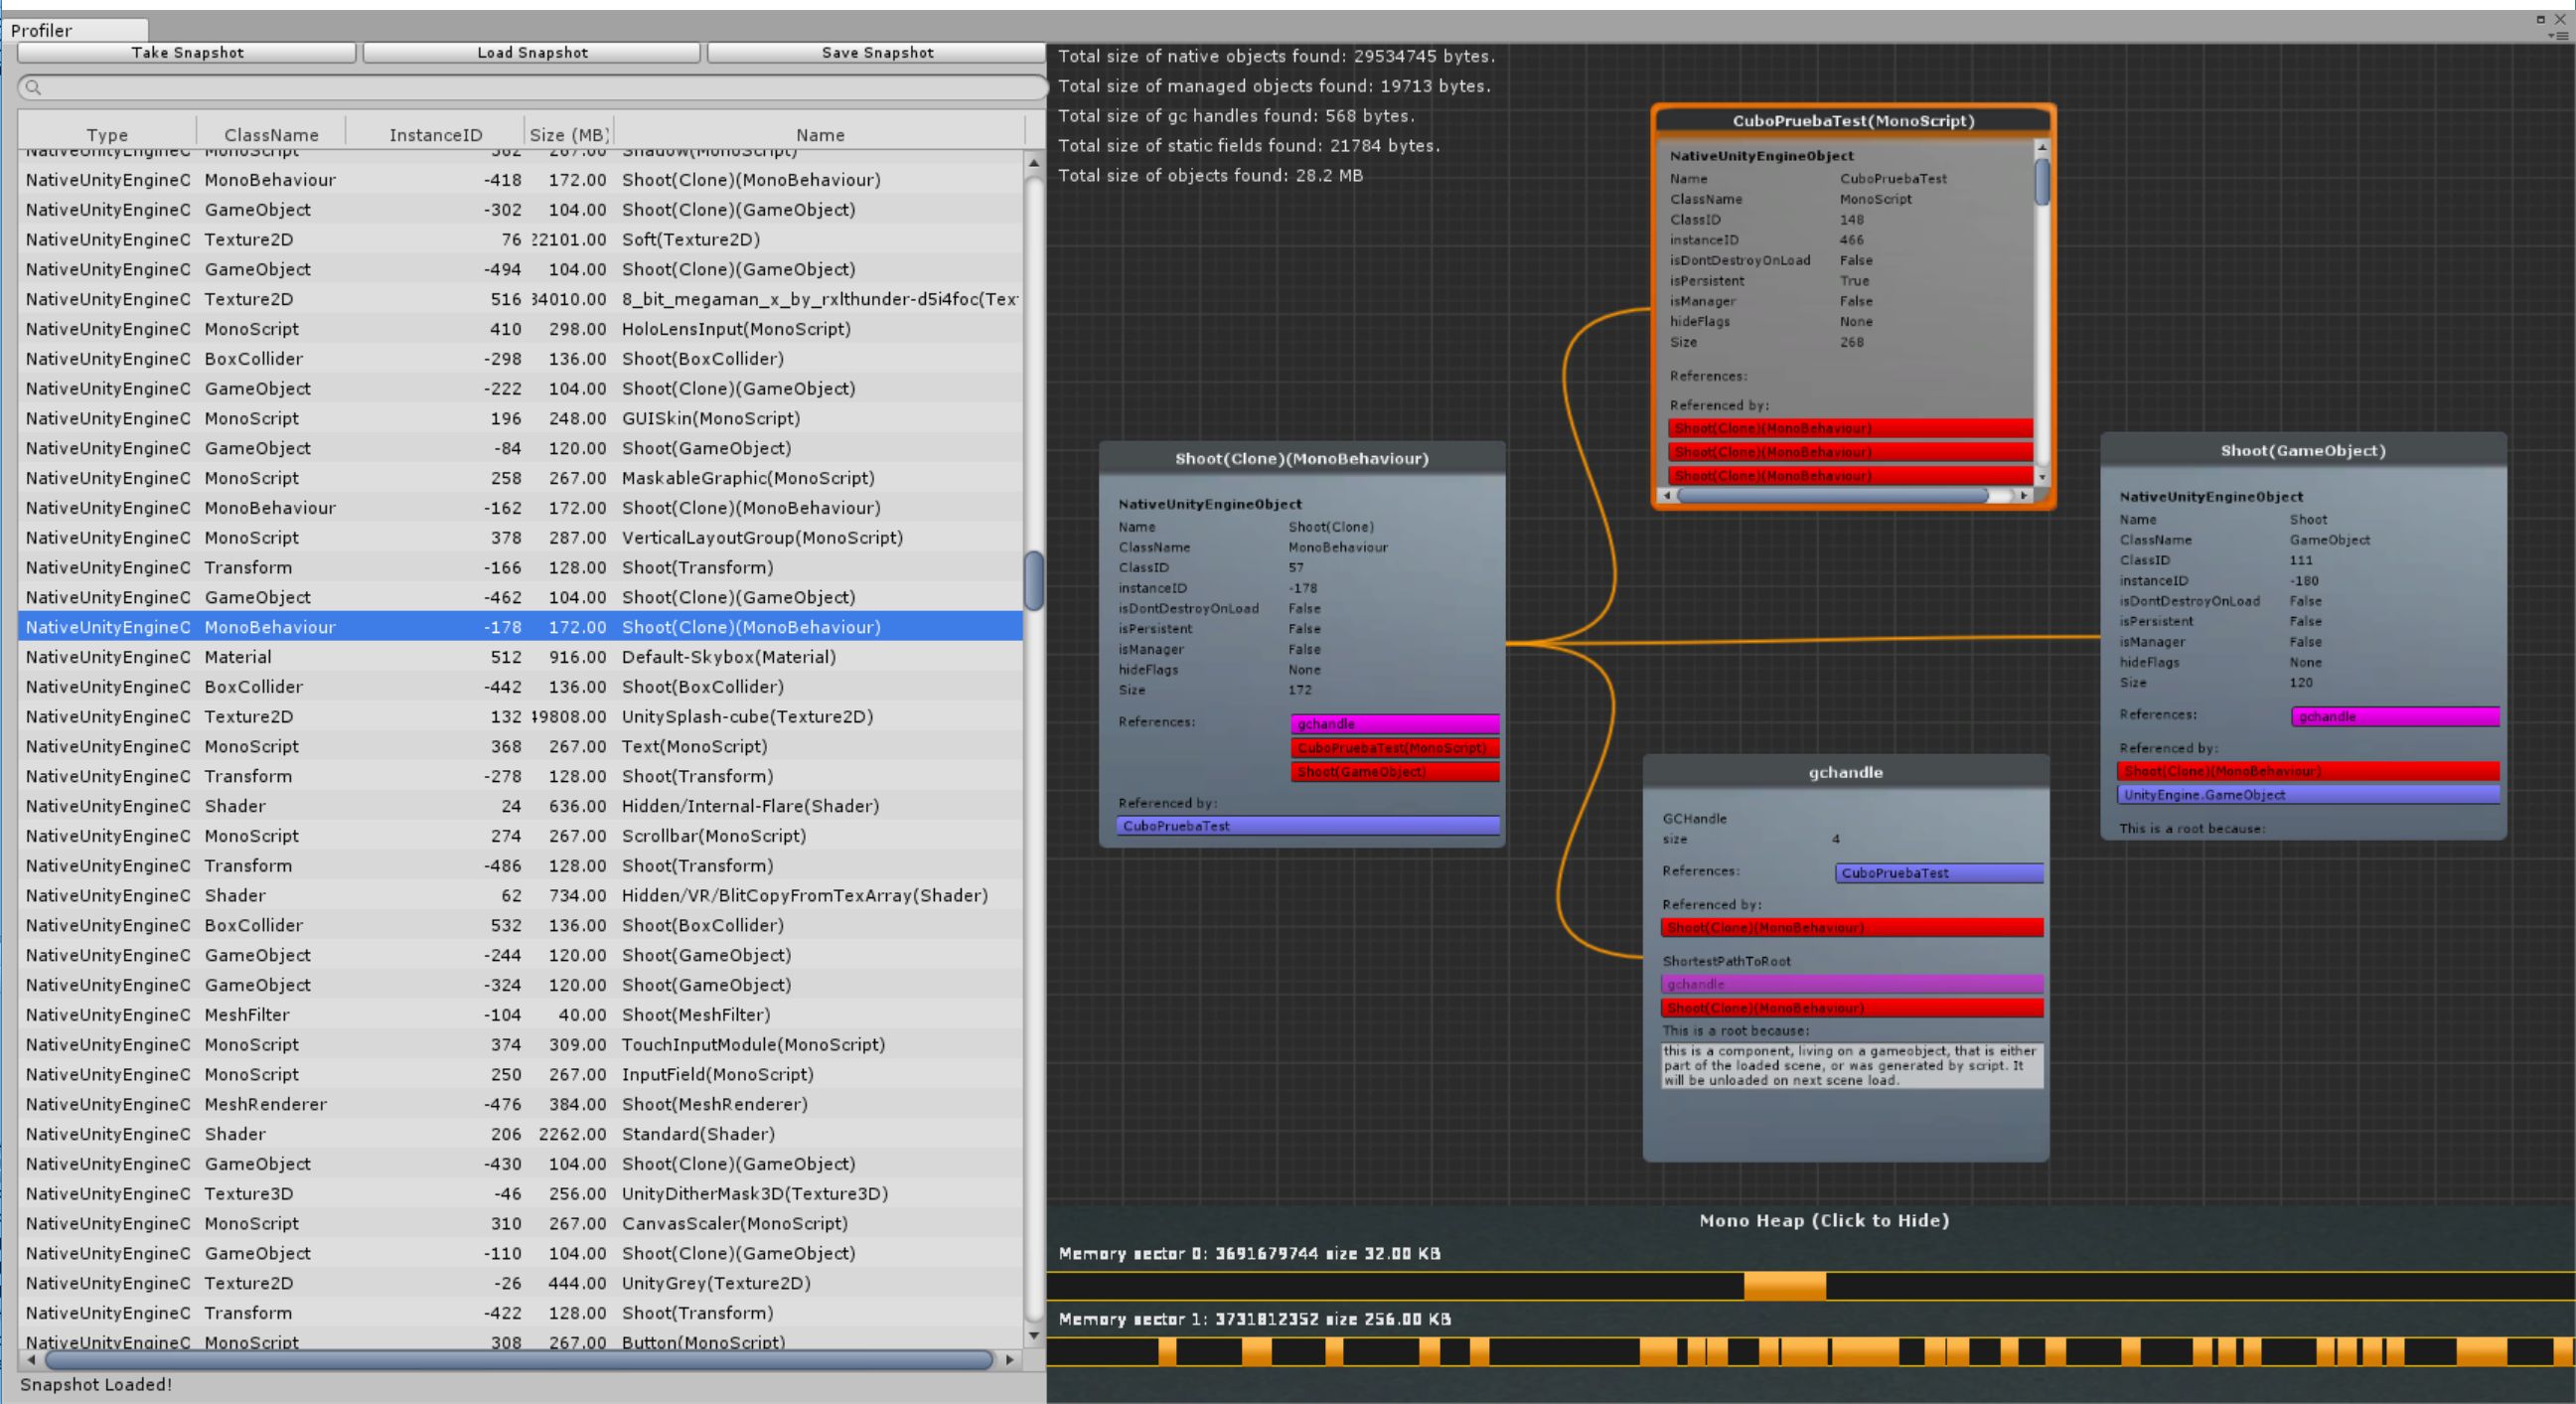 Profiler
Take Snapshot Load Snapshot Save Snapshot
Type ClassName InstanceID Size (MB) Name
NativeUnityEngineC MonoScript 362 267.00 Shadow(MonoScript)
NativeUnityEngineC MonoBehaviour -418 172.00 Shoot(Clone)(MonoBehaviour)
NativeUnityEngineC GameObject -302 104.00 Shoot(Clone)(GameObject)
NativeUnityEngineC Texture2D 76 22101.00 Soft(Texture2D)
NativeUnityEngineC GameObject -494 104.00 Shoot(Clone)(GameObject)
NativeUnityEngineC Texture2D 516 34010.00 8_bit_megaman_x_by_rxlthunder-d5i4foc(Tex
NativeUnityEngineC MonoScript 410 298.00 HoloLensInput(MonoScript)
NativeUnityEngineC BoxCollider -298 136.00 Shoot(BoxCollider)
NativeUnityEngineC GameObject -222 104.00 Shoot(Clone)(GameObject)
NativeUnityEngineC MonoScript 196 248.00 GUISkin(MonoScript)
NativeUnityEngineC GameObject -84 120.00 Shoot(GameObject)
NativeUnityEngineC MonoScript 258 267.00 MaskableGraphic(MonoScript)
NativeUnityEngineC MonoBehaviour -162 172.00 Shoot(Clone)(MonoBehaviour)
NativeUnityEngineC MonoScript 378 287.00 VerticalLayoutGroup(MonoScript)
NativeUnityEngineC Transform -166 128.00 Shoot(Transform)
NativeUnityEngineC GameObject -462 104.00 Shoot(Clone)(GameObject)
NativeUnityEngineC MonoBehaviour -178 172.00 Shoot(Clone)(MonoBehaviour)
NativeUnityEngineC Material 512 916.00 Default-Skybox(Material)
NativeUnityEngineC BoxCollider -442 136.00 Shoot(BoxCollider)
NativeUnityEngineC Texture2D 132 49808.00 UnitySplash-cube(Texture2D)
NativeUnityEngineC MonoScript 368 267.00 Text(MonoScript)
NativeUnityEngineC Transform -278 128.00 Shoot(Transform)
NativeUnityEngineC Shader 24 636.00 Hidden/Internal-Flare(Shader)
NativeUnityEngineC MonoScript 274 267.00 Scrollbar(MonoScript)
NativeUnityEngineC Transform -486 128.00 Shoot(Transform)
NativeUnityEngineC Shader 62 734.00 Hidden/VR/BlitCopyFromTexArray(Shader)
NativeUnityEngineC BoxCollider 532 136.00 Shoot(BoxCollider)
NativeUnityEngineC GameObject -244 120.00 Shoot(GameObject)
NativeUnityEngineC GameObject -324 120.00 Shoot(GameObject)
NativeUnityEngineC MeshFilter -104 40.00 Shoot(MeshFilter)
NativeUnityEngineC MonoScript 374 309.00 TouchInputModule(MonoScript)
NativeUnityEngineC MonoScript 250 267.00 InputField(MonoScript)
NativeUnityEngineC MeshRenderer -476 384.00 Shoot(MeshRenderer)
NativeUnityEngineC Shader 206 2262.00 Standard(Shader)
NativeUnityEngineC GameObject -430 104.00 Shoot(Clone)(GameObject)
NativeUnityEngineC Texture3D -46 256.00 UnityDitherMask3D(Texture3D)
NativeUnityEngineC MonoScript 310 267.00 CanvasScaler(MonoScript)
NativeUnityEngineC GameObject -110 104.00 Shoot(Clone)(GameObject)
NativeUnityEngineC Texture2D -26 444.00 UnityGrey(Texture2D)
NativeUnityEngineC Transform -422 128.00 Shoot(Transform)
NativeUnityEngineC MonoScript 308 267.00 Button(MonoScript)
Snapshot Loaded!
Total size of native objects found: 29534745 bytes.
Total size of managed objects found: 19713 bytes.
Total size of gc handles found: 568 bytes.
Total size of static fields found: 21784 bytes.
Total size of objects found: 28.2 MB
Shoot(Clone)(MonoBehaviour)
NativeUnityEngineObject
Name Shoot(Clone)
ClassName MonoBehaviour
ClassID 57
instanceID -178
isDontDestroyOnLoad False
isPersistent False
isManager False
hideFlags None
Size 172
References: gchandle
CuboPruebaTest(MonoScript)
Shoot(GameObject)
Referenced by:
CuboPruebaTest
CuboPruebaTest(MonoScript)
NativeUnityEngineObject
Name CuboPruebaTest
ClassName MonoScript
ClassID 148
instanceID 466
isDontDestroyOnLoad False
isPersistent True
isManager False
hideFlags None
Size 268
References:
Referenced by:
Shoot(Clone)(MonoBehaviour)
Shoot(Clone)(MonoBehaviour)
Shoot(Clone)(MonoBehaviour)
gchandle
GCHandle
size 4
References: CuboPruebaTest
Referenced by:
Shoot(Clone)(MonoBehaviour)
ShortestPathToRoot
gchandle
Shoot(Clone)(MonoBehaviour)
This is a root because:
this is a component, living on a gameobject, that is either
part of the loaded scene, or was generated by script. It
will be unloaded on next scene load.
Shoot(GameObject)
NativeUnityEngineObject
Name Shoot
ClassName GameObject
ClassID 111
instanceID -180
isDontDestroyOnLoad False
isPersistent False
isManager False
hideFlags None
Size 120
References: gchandle
Referenced by:
Shoot(Clone)(MonoBehaviour)
UnityEngine.GameObject
This is a root because:
Mono Heap (Click to Hide)
Memory sector 0: 3691679744 size 32.00 KB
Memory sector 1: 3731812352 size 256.00 KB